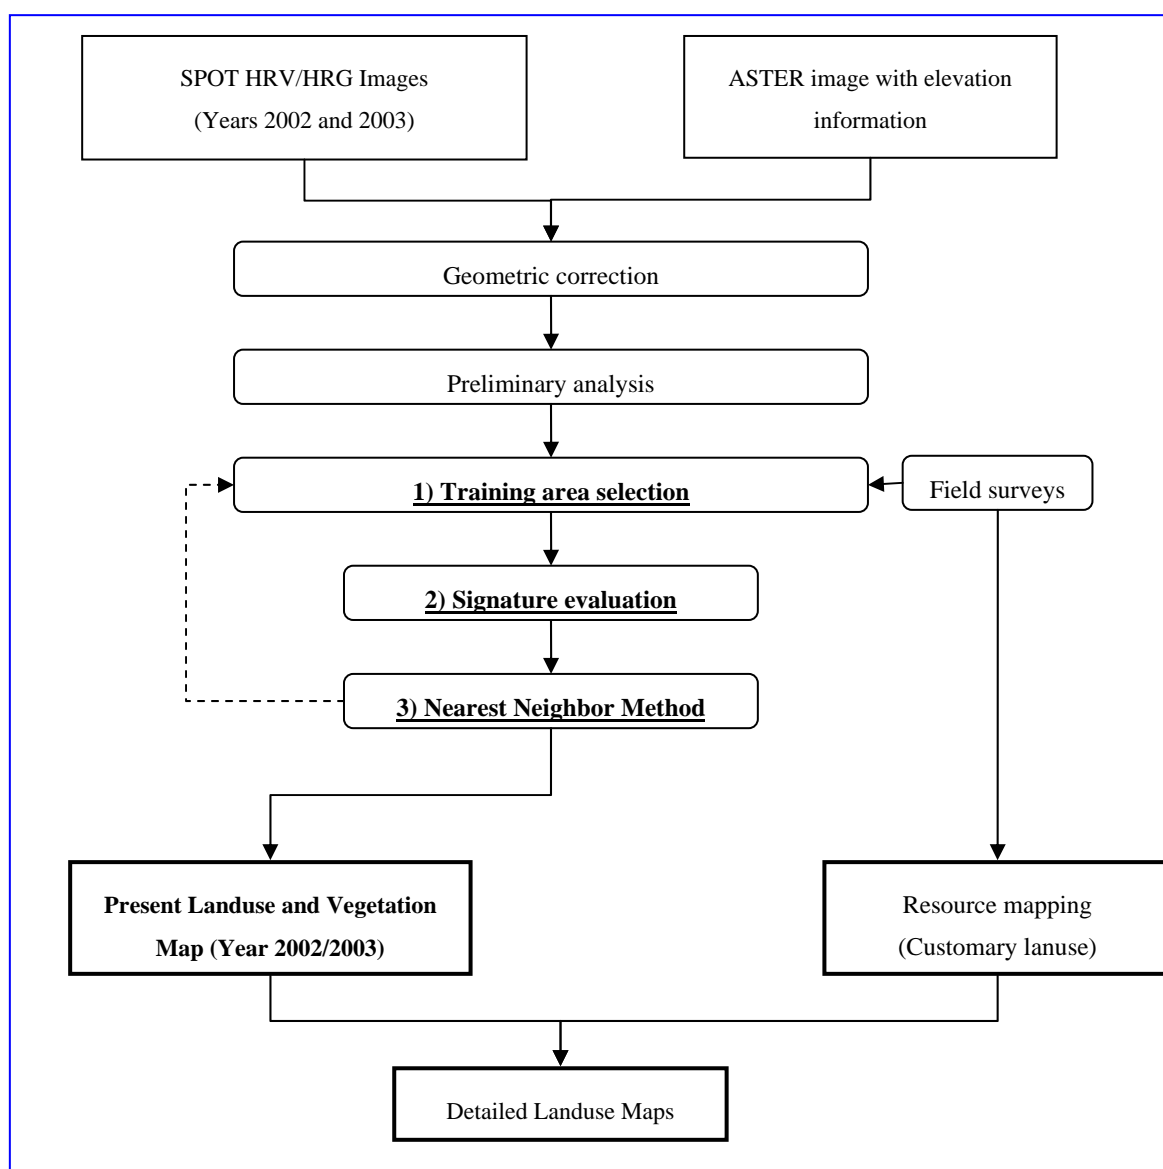 SPOT HRV/HRG Images
(Years 2002 and 2003)
ASTER image with elevation
information
Geometric correction
Preliminary analysis
1) Training area selection
Field surveys
2) Signature evaluation
3) Nearest Neighbor Method
Present Landuse and Vegetation
Map (Year 2002/2003)
Resource mapping
(Customary lanuse)
Detailed Landuse Maps